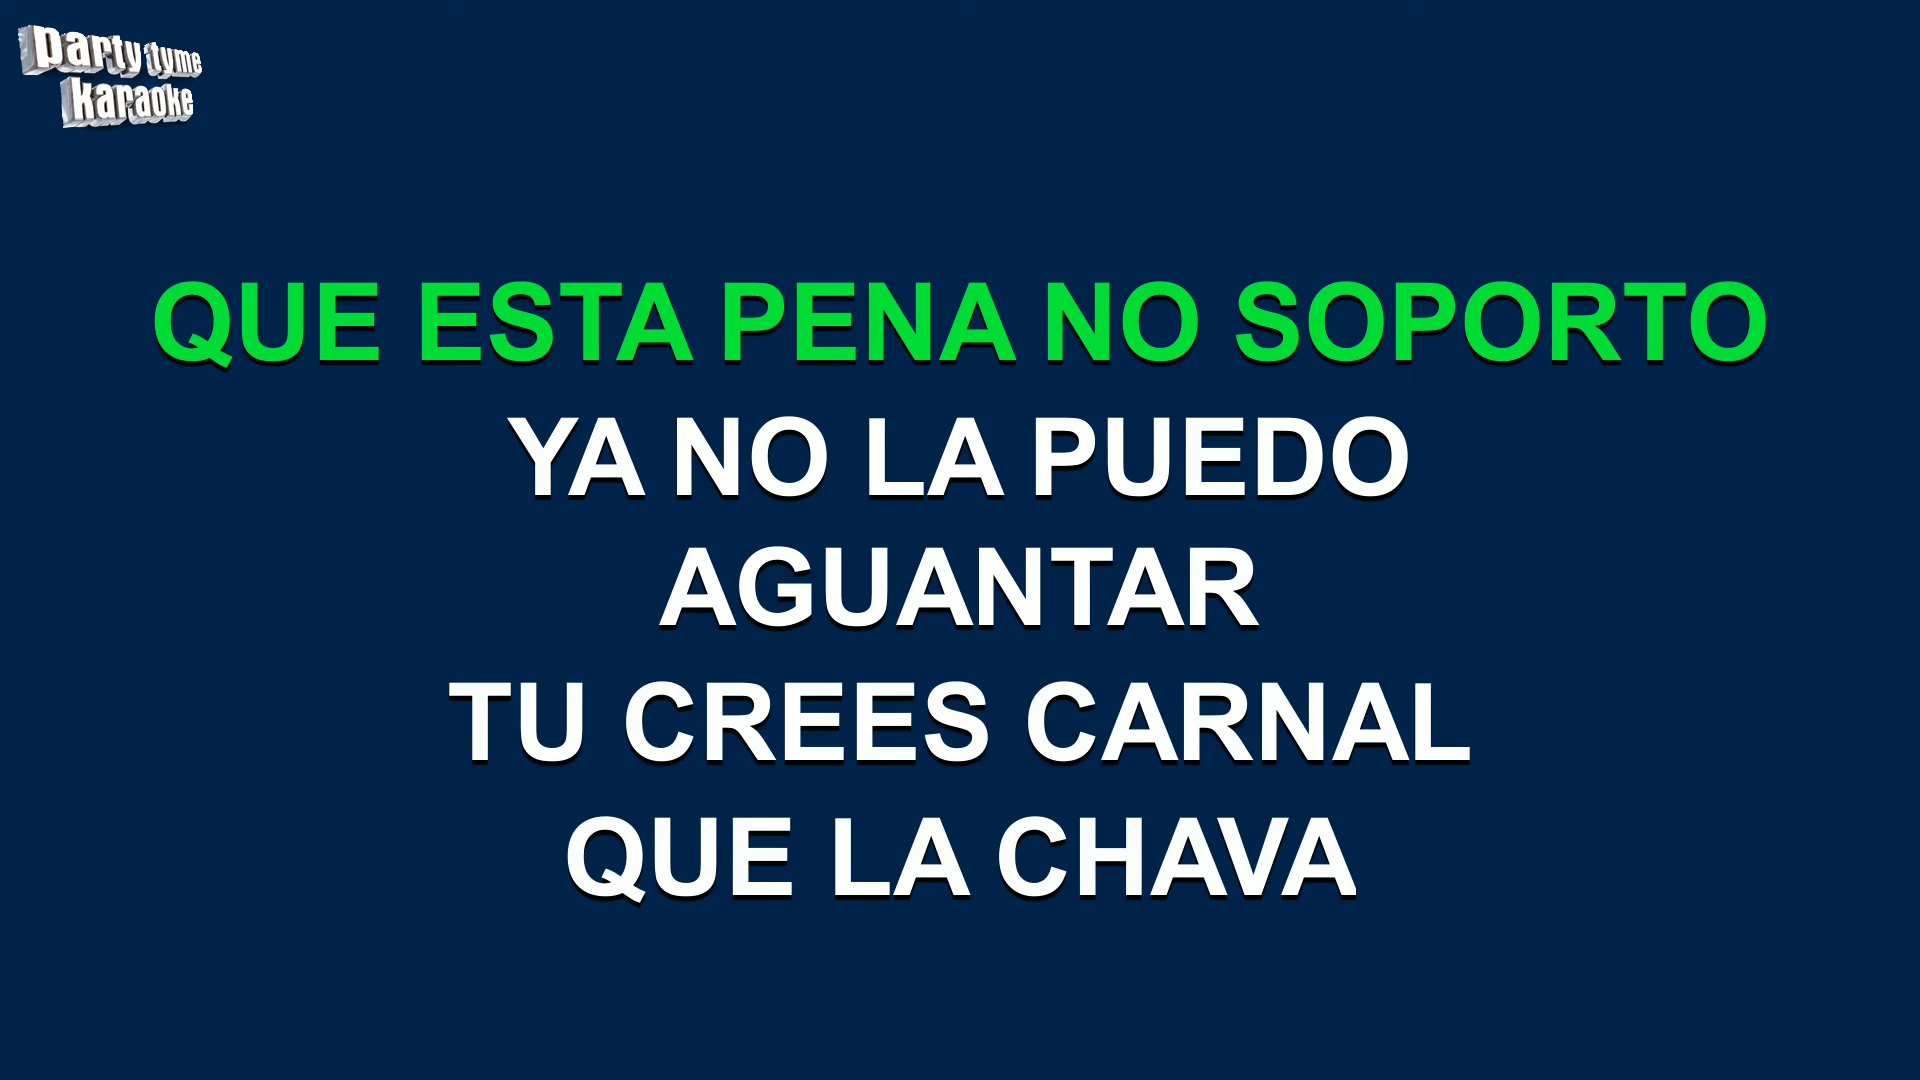 party tyme
karaoke
QUE ESTA PENA NO SOPORTO
YA NO LA PUEDO
AGUANTAR
TU CREES CARNAL
QUE LA CHAVA